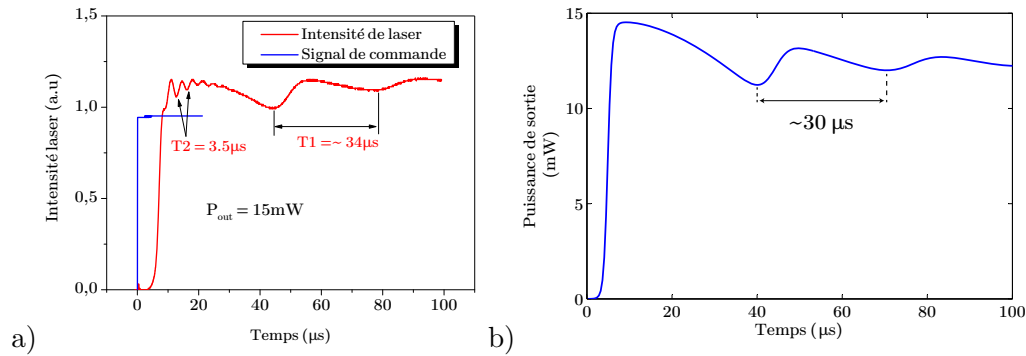 Intensité de laser
Signal de commande
1,5
1,0
0,5
0,0
Intensité laser (a.u)
T2 = 3.5µs
T1 =~ 34µs
P_out = 15mW
0 20 40 60 80 100
Temps (µs)
a)
15
10
5
0
Puissance de sortie
(mW)
~30 µs
0 20 40 60 80 100
Temps (µs)
b)